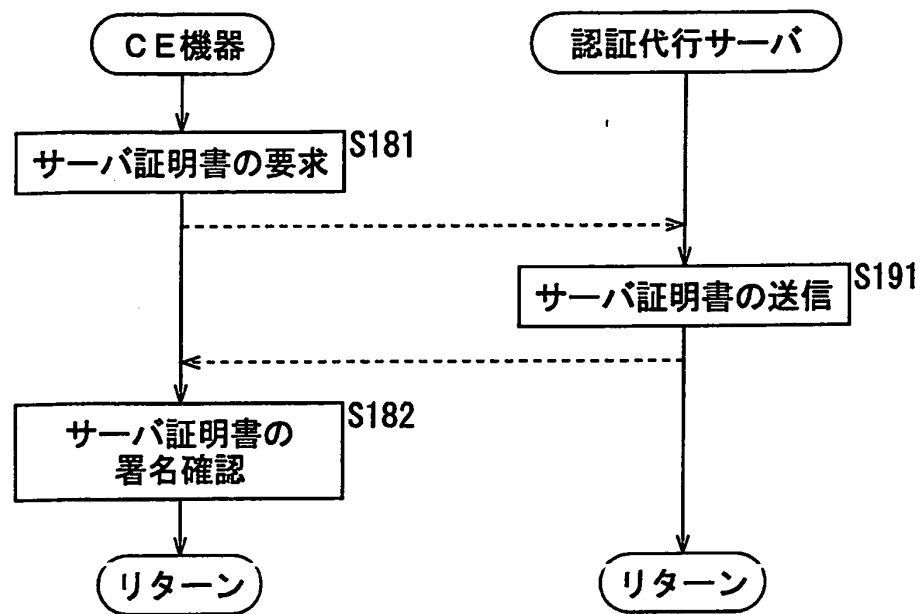 CE機器
認証代行サーバ
サーバ証明書の要求
S181
サーバ証明書の送信
S191
サーバ証明書の
署名確認
S182
リターン
リターン